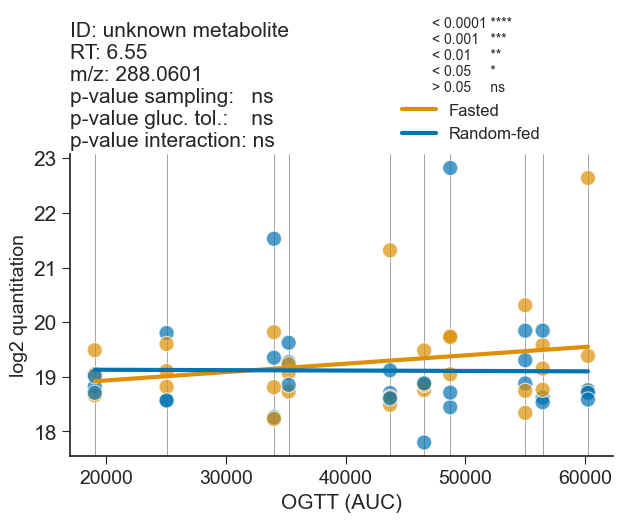 ID: unknown metabolite
RT: 6.55
m/z: 288.0601
p-value sampling: ns
p-value gluc. tol.: ns
p-value interaction: ns
< 0.0001 ****
< 0.001 ***
< 0.01 **
< 0.05 *
> 0.05 ns
Fasted
Random-fed
23
22
21
20
19
18
log2 quantitation
20000 30000 40000 50000 60000
OGTT (AUC)